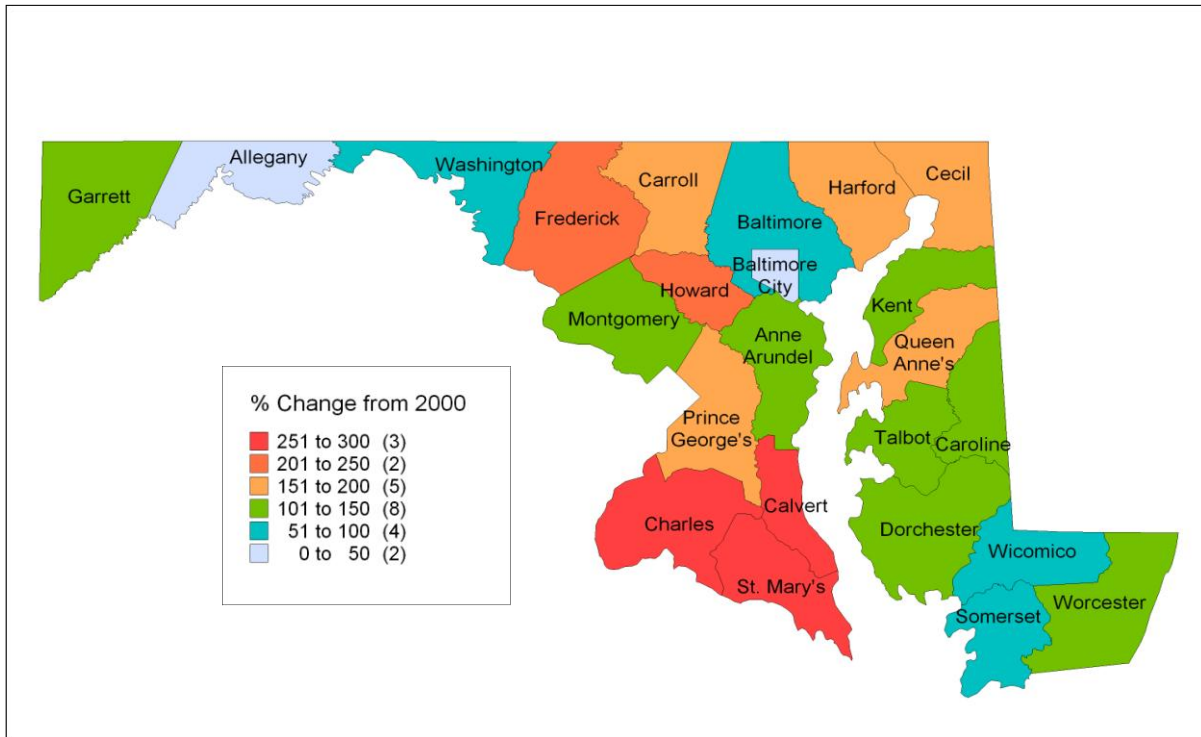 Allegany
Washington
Garrett
Frederick
Carroll
Baltimore
Harford
Cecil
Baltimore
City
Howard
Montgomery
Anne
Arundel
Kent
Queen
Anne's
Prince
George's
Talbot
Caroline
Charles
Calvert
St. Mary's
Dorchester
Wicomico
Somerset
Worcester
% Change from 2000
251 to 300 (3)
201 to 250 (2)
151 to 200 (5)
101 to 150 (8)
51 to 100 (4)
0 to 50 (2)